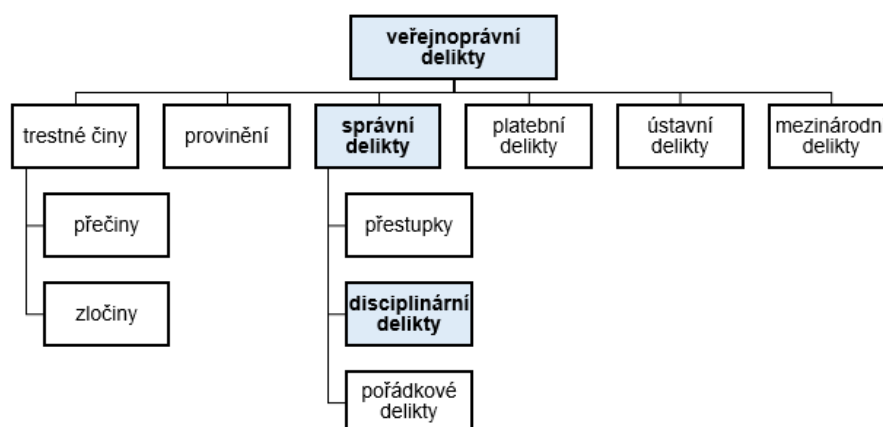 veřejnoprávní
delikty
trestné činy
provinění
správní
delikty
platební
delikty
ústavní
delikty
mezinárodní
delikty
přečiny
zločiny
přestupky
disciplinární
delikty
pořádkové
delikty